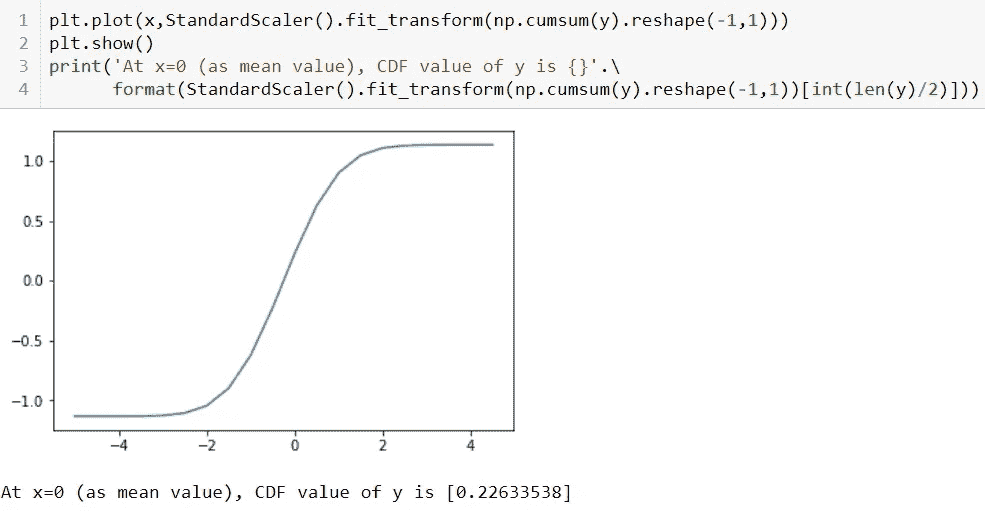 1 plt.plot(x,StandardScaler().fit_transform(np.cumsum(y).reshape(-1,1)))
2 plt.show()
3 print('At x=0 (as mean value), CDF value of y is {}'.\
4 format(StandardScaler().fit_transform(np.cumsum(y).reshape(-1,1))[int(len(y)/2)]))
1.0
0.5
0.0
−0.5
−1.0
−4 −2 0 2 4
At x=0 (as mean value), CDF value of y is [0.22633538]